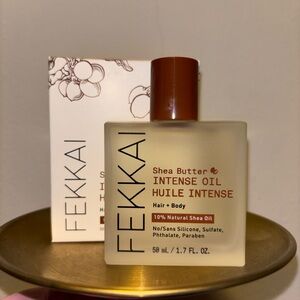 FEKKAI
FEKKAI
Shea Butter
INTENSE OIL
HUILE INTENSE
Hair + Body
10% Natural Shea Oil
No/Sans Silicone, Sulfate,
Phthalate, Paraben
50 mL / 1.7 FL. OZ.